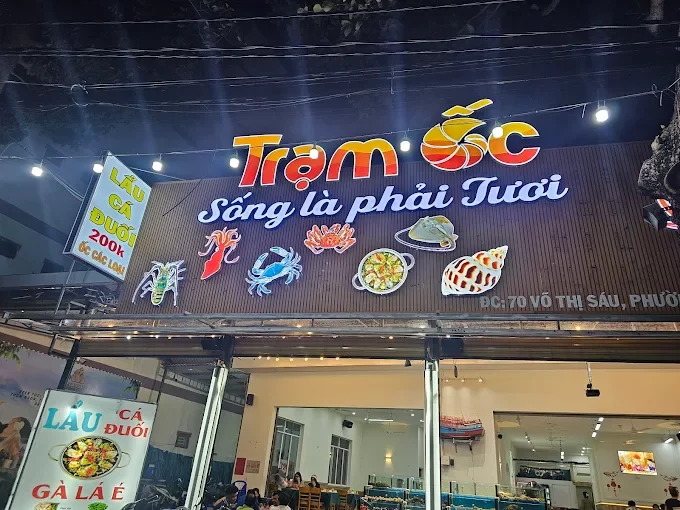 Trạm ốc
Sống là phải Tươi
LẨU
CÁ
ĐUỐI
200k
ỐC CÁC LOẠI
ĐC: 70 VÕ THỊ SÁU,
LẨU CÁ
ĐUỐI
GÀ LÁ É